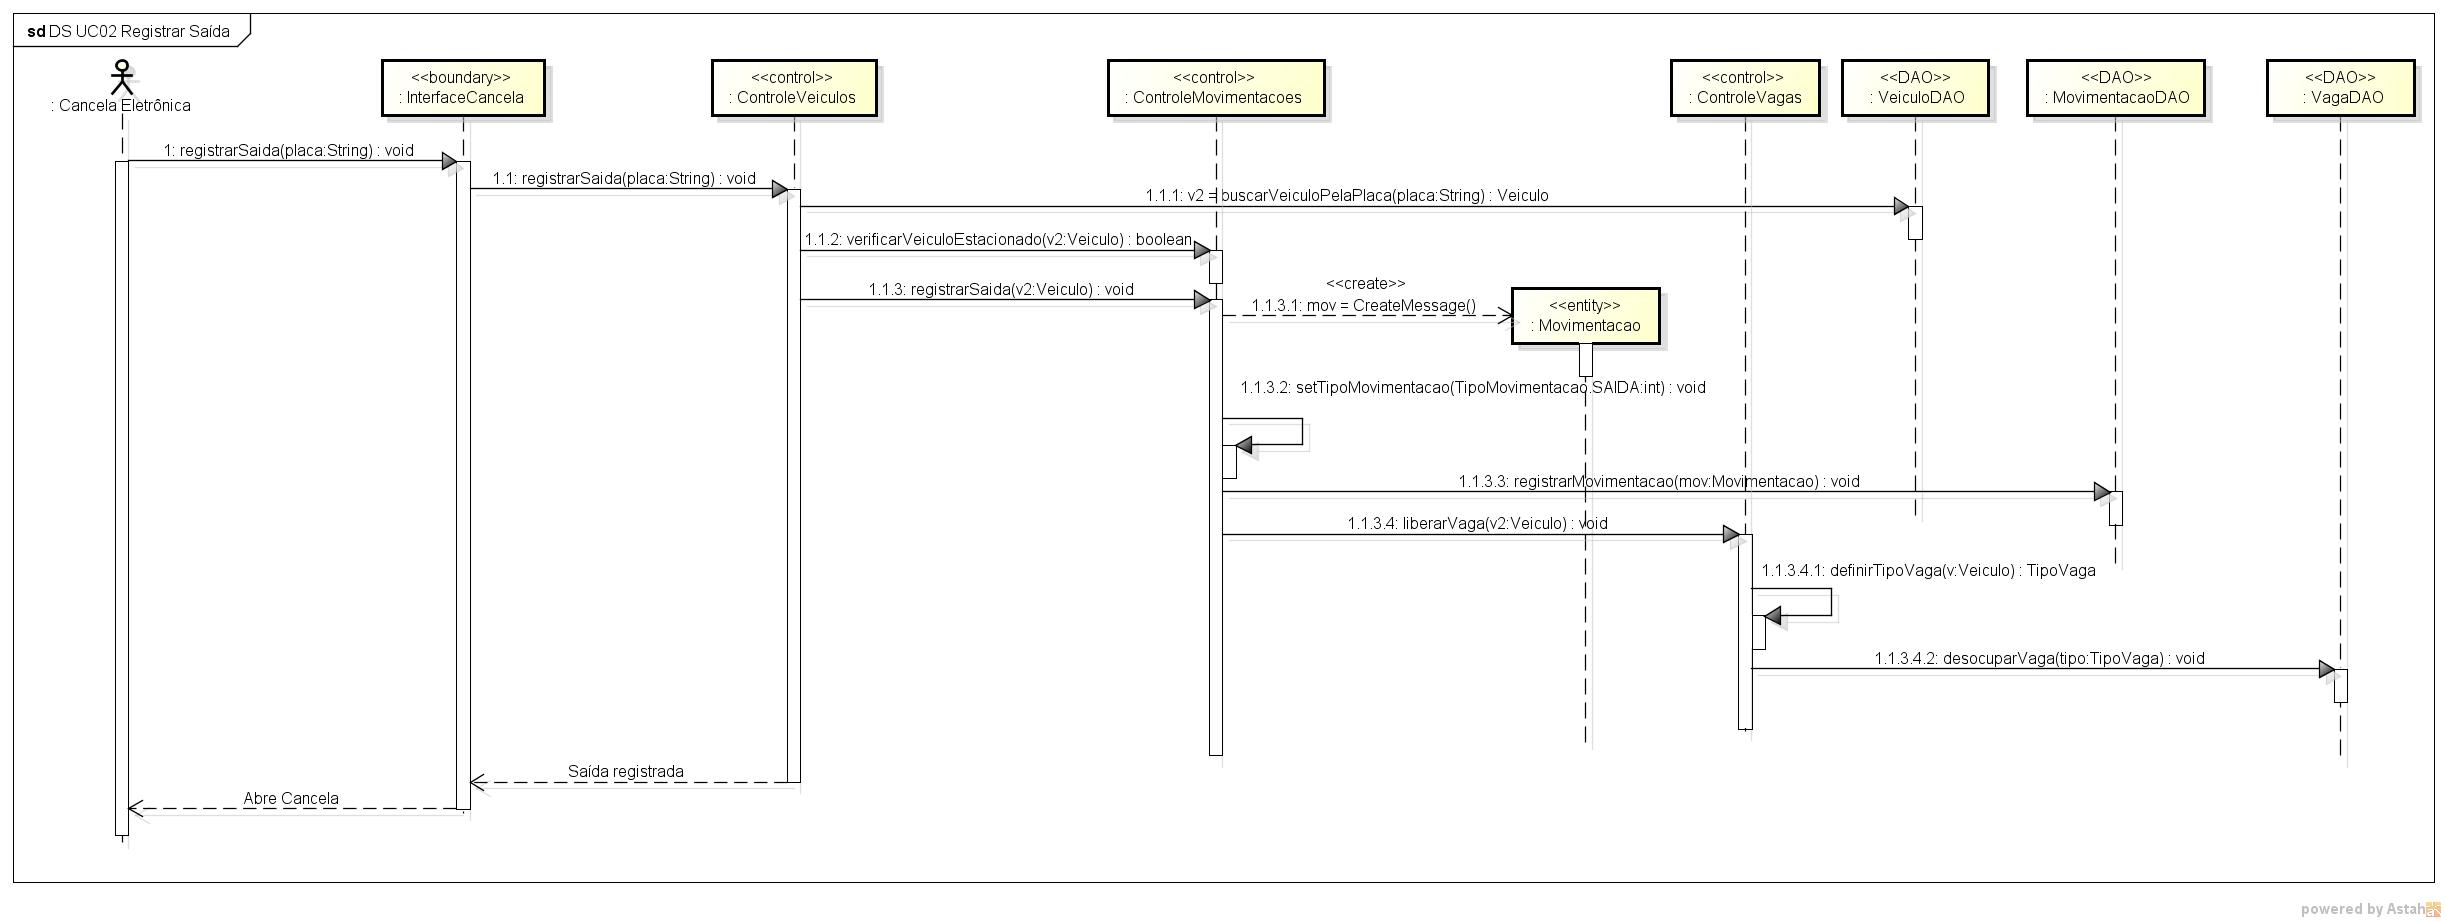 sd DS UC02 Registrar Saída
: Cancela Eletrônica
<<boundary>>
: InterfaceCancela
<<control>>
: ControleVeiculos
<<control>>
: ControleMovimentacoes
<<control>>
: ControleVagas
<<DAO>>
: VeiculoDAO
<<DAO>>
: MovimentacaoDAO
<<DAO>>
: VagaDAO
1: registrarSaida(placa:String) : void
1.1: registrarSaida(placa:String) : void
1.1.1: v2 = buscarVeiculoPelaPlaca(placa:String) : Veiculo
1.1.2: verificarVeiculoEstacionado(v2:Veiculo) : boolean
1.1.3: registrarSaida(v2:Veiculo) : void
<<create>>
1.1.3.1: mov = CreateMessage()
<<entity>>
: Movimentacao
1.1.3.2: setTipoMovimentacao(TipoMovimentacao.SAIDA:int) : void
1.1.3.3: registrarMovimentacao(mov:Movimentacao) : void
1.1.3.4: liberarVaga(v2:Veiculo) : void
1.1.3.4.1: definirTipoVaga(v:Veiculo) : TipoVaga
1.1.3.4.2: desocuparVaga(tipo:TipoVaga) : void
Saída registrada
Abre Cancela
powered by Astah